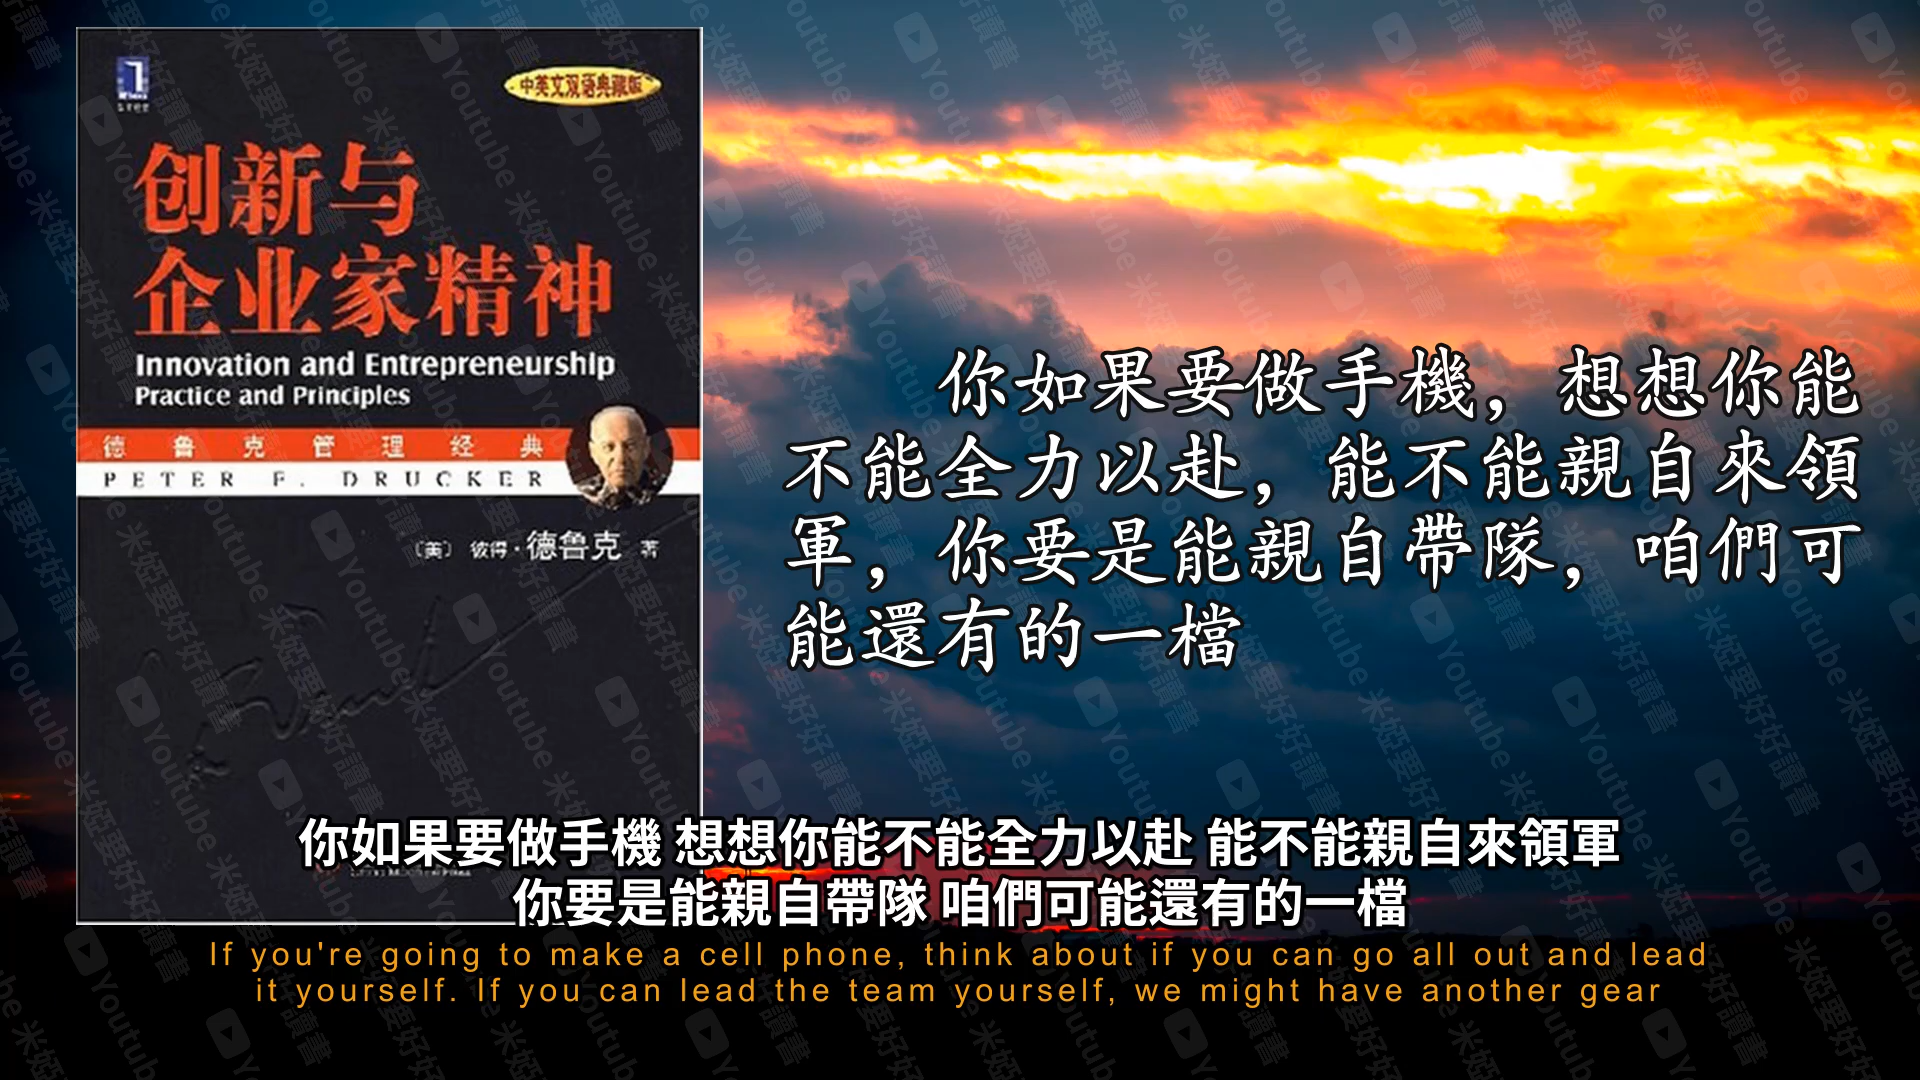 中英文双语典藏版
创新与
企业家精神
Innovation and Entrepreneurship
Practice and Principles
德鲁克管理经典
PETER F. DRUCKER
〔美〕 彼得·德鲁克 著
你如果要做手機，想想你能
不能全力以赴，能不能親自來領
軍，你要是能親自帶隊，咱們可
能還有的一檔
你如果要做手機 想想你能不能全力以赴 能不能親自來領軍
你要是能親自帶隊 咱們可能還有的一檔
If you're going to make a cell phone, think about if you can go all out and lead
it yourself. If you can lead the team yourself, we might have another gear
Youtube 米婭要好好讀書